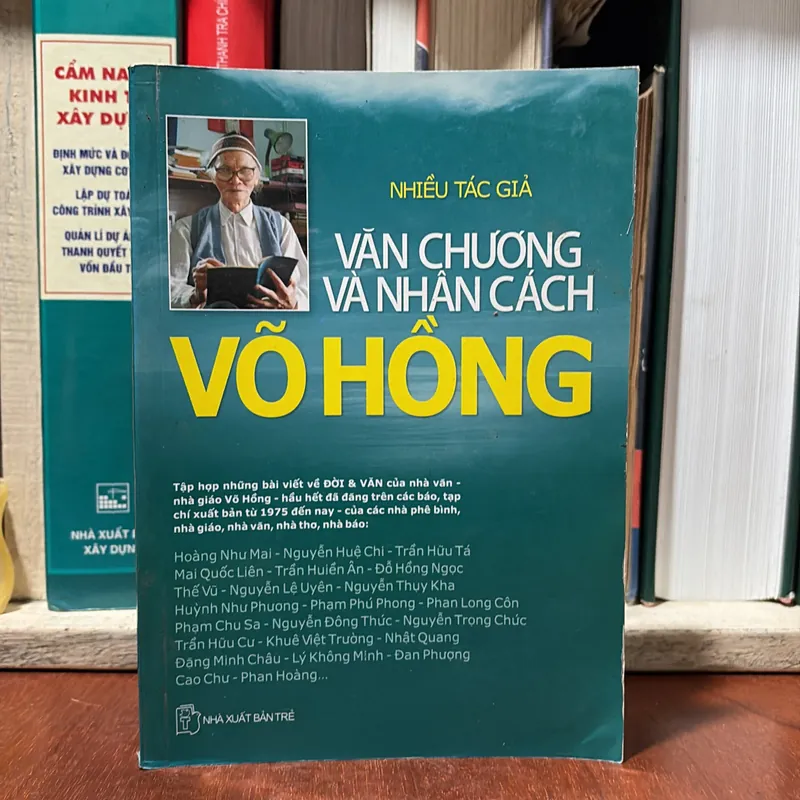 NHIỀU TÁC GIẢ
VĂN CHƯƠNG
VÀ NHÂN CÁCH
VÕ HỒNG
Tập họp những bài viết về ĐỜI & VĂN của nhà văn -
nhà giáo Võ Hồng - hầu hết đã đăng trên các báo, tạp
chí xuất bản từ 1975 đến nay - của các nhà phê bình,
nhà giáo, nhà văn, nhà thơ, nhà báo:
Hoàng Như Mai - Nguyễn Huệ Chi - Trần Hữu Tá
Mai Quốc Liên - Trần Huiền Ân - Đỗ Hồng Ngọc
Thế Vũ - Nguyễn Lệ Uyên - Nguyễn Thụy Kha
Huỳnh Như Phương - Phạm Phú Phong - Phan Long Côn
Phạm Chu Sa - Nguyễn Đông Thức - Nguyễn Trọng Chức
Trần Hữu Cư - Khuê Việt Trường - Nhật Quang
Đăng Minh Châu - Lý Không Minh - Đan Phượng
Cao Chư - Phan Hoàng...
NHÀ XUẤT BẢN TRẺ
CẨM NA
KINH T
XÂY DỰ
ĐỊNH MỨC VÀ Đ
XÂY DỰNG CƠ
LẬP DỰ TOÁ
CÔNG TRÌNH XÂY
QUẢN LÍ DỰ Á
THANH QUYẾT
VỐN ĐẦU T
NHÀ XUẤT
XÂY DỰN
THANH TRA CHÍ